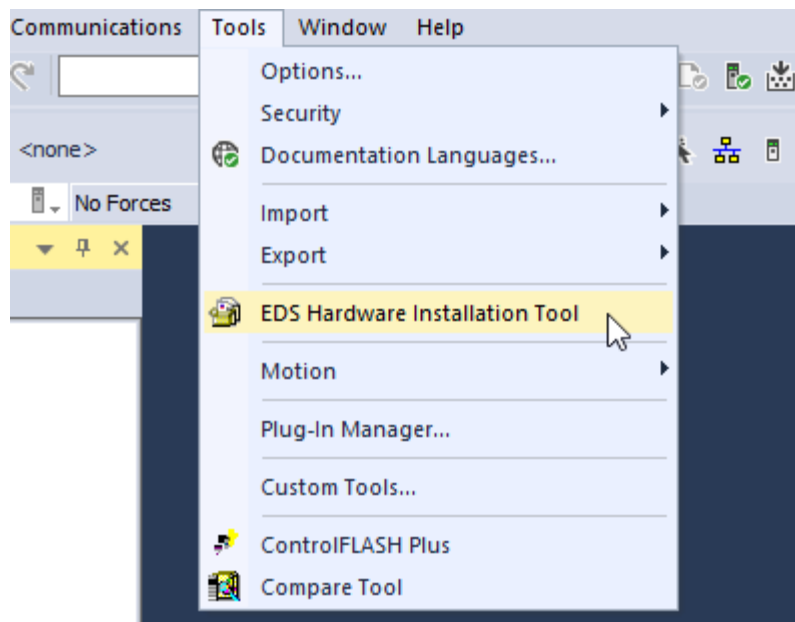 Communications Tools Window Help
Options...
Security
<none>
Documentation Languages...
No Forces
Import
Export
EDS Hardware Installation Tool
Motion
Plug-In Manager...
Custom Tools...
ControlFLASH Plus
Compare Tool